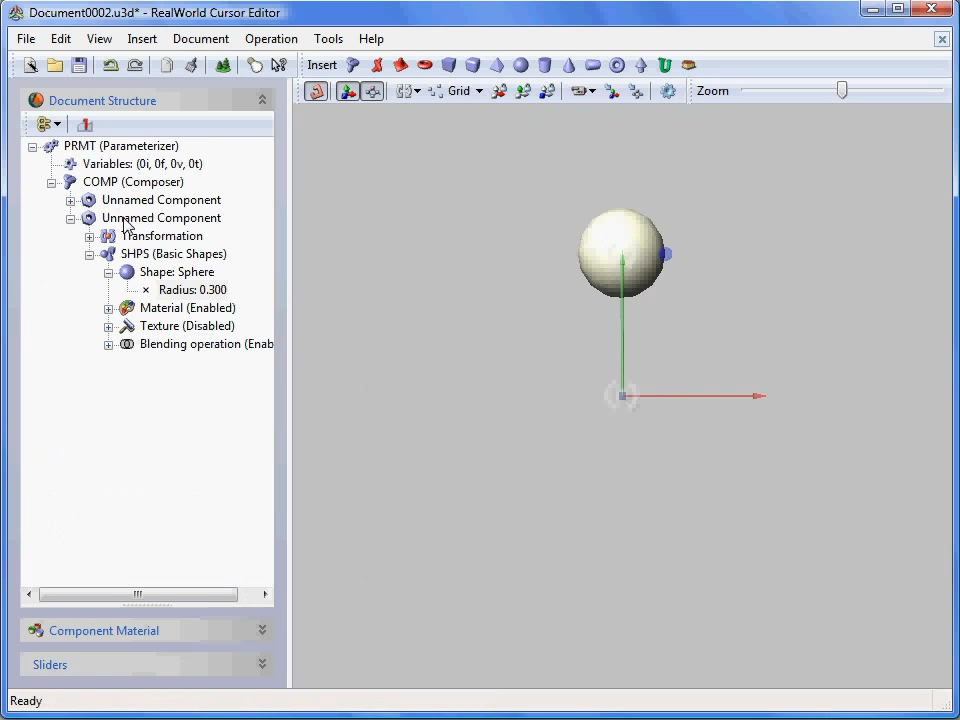 Document0002.u3d* - RealWorld Cursor Editor
File Edit View Insert Document Operation Tools Help
Insert
Document Structure
Grid
Zoom
PRMT (Parameterizer)
Variables: (0i, 0f, 0v, 0t)
COMP (Composer)
Unnamed Component
Unnamed Component
Transformation
SHPS (Basic Shapes)
Shape: Sphere
Radius: 0.300
Material (Enabled)
Texture (Disabled)
Blending operation (Enab
Component Material
Sliders
Ready